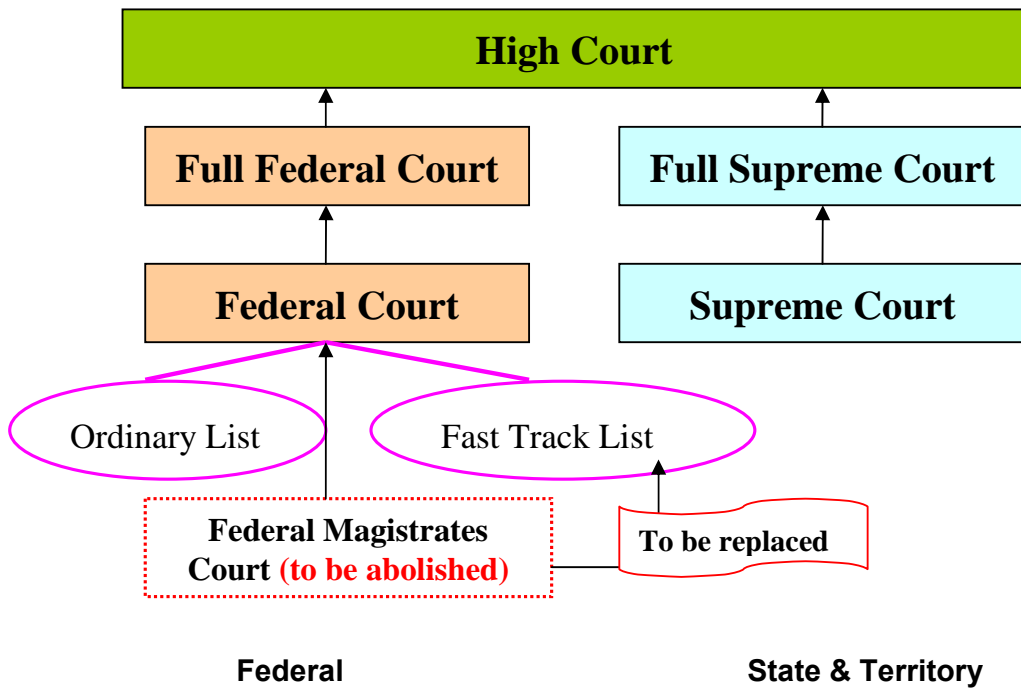 High Court
Full Federal Court
Full Supreme Court
Federal Court
Supreme Court
Ordinary List
Fast Track List
Federal Magistrates
Court (to be abolished)
To be replaced
Federal
State & Territory